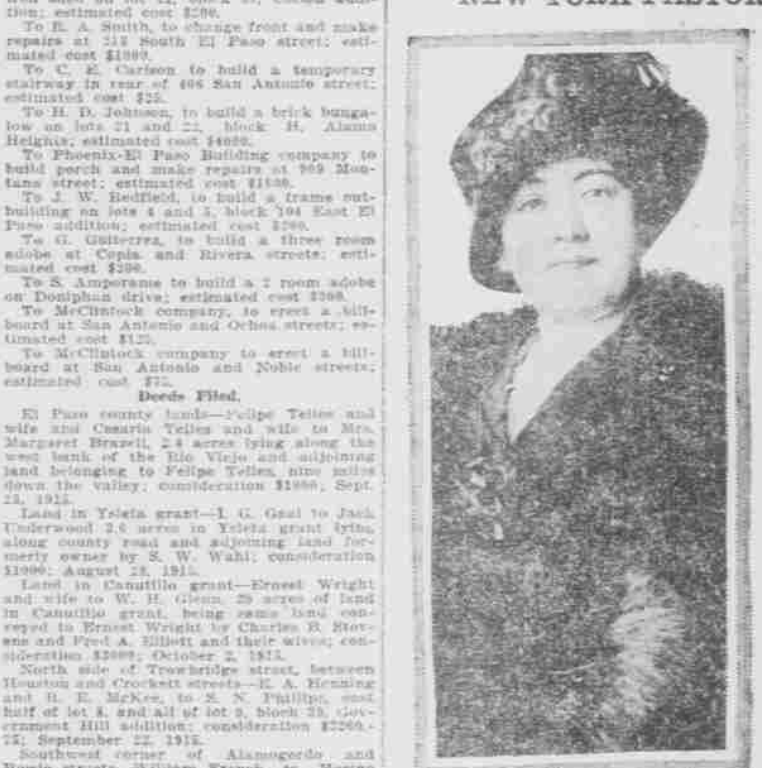 tion; estimated cost $200.
To R. A. Smith, to change front and make
repairs at South El Paso street; esti-
mated cost $1000.
To C. E. Carlson to build a temporary
stairway in rear of 406 San Antonio street;
estimated cost $25.
To H. D. Johnson, to build a brick bunga-
low on lots 21 and 22, block H, Alamo
Heights; estimated cost $4000.
To Phoenix-El Paso Building company to
build porch and make repairs at 909 Mon-
tana street; estimated cost
To J. W. Redfield, to build a frame out-
building on lots 4 and 5, block 104 East El
Paso addition; estimated cost
To G. Gutierrez, to build a three room
adobe at Copia and Rivera streets; esti-
mated cost $200.
To S. Amporano to build a 2 room adobe
on Doniphan drive; estimated cost
To McClintock company, to erect a bill-
board at San Antonio and Ochoa streets; es-
timated cost $125.
To McClintock company to erect a bill-
board at San Antonio and Noble streets;
estimated cost $75.
Deeds Filed.
El Paso county lands—Felipe Telles and
wife and Cesario Telles and wife to Mrs.
Margaret Brazell, 2.4 acres lying along the
west bank of the Rio Viejo and adjoining
land belonging to Felipe Telles, nine miles
down the valley; consideration $1000; Sept.
1915.
Land in Ysleta grant— G. Gaal to Jack
Underwood 2.6 acres in Ysleta grant lying
along county road and adjoining land for-
merly owner by S. W. Wahl; consideration
$1000; August 1915.
Land in Canutillo grant—Ernest Wright
and wife to W. H. Glenn, 25 acres of land
in Canutillo grant, being same land con-
veyed to Ernest Wright by Charles B. Stev-
ens and Fred A. Elliott and their wives; con-
sideration October 2, 1915.
North side of Trowbridge street, between
Houston and Crockett streets— A. Henning
and R. E. McKee, to S. N. Phillips, east
half of lot 8, and all of lot 9, block Gov-
ernment Hill addition; consideration
September 22, 1915.
Southwest corner of Alamogordo and
NEW YORK PASTOR